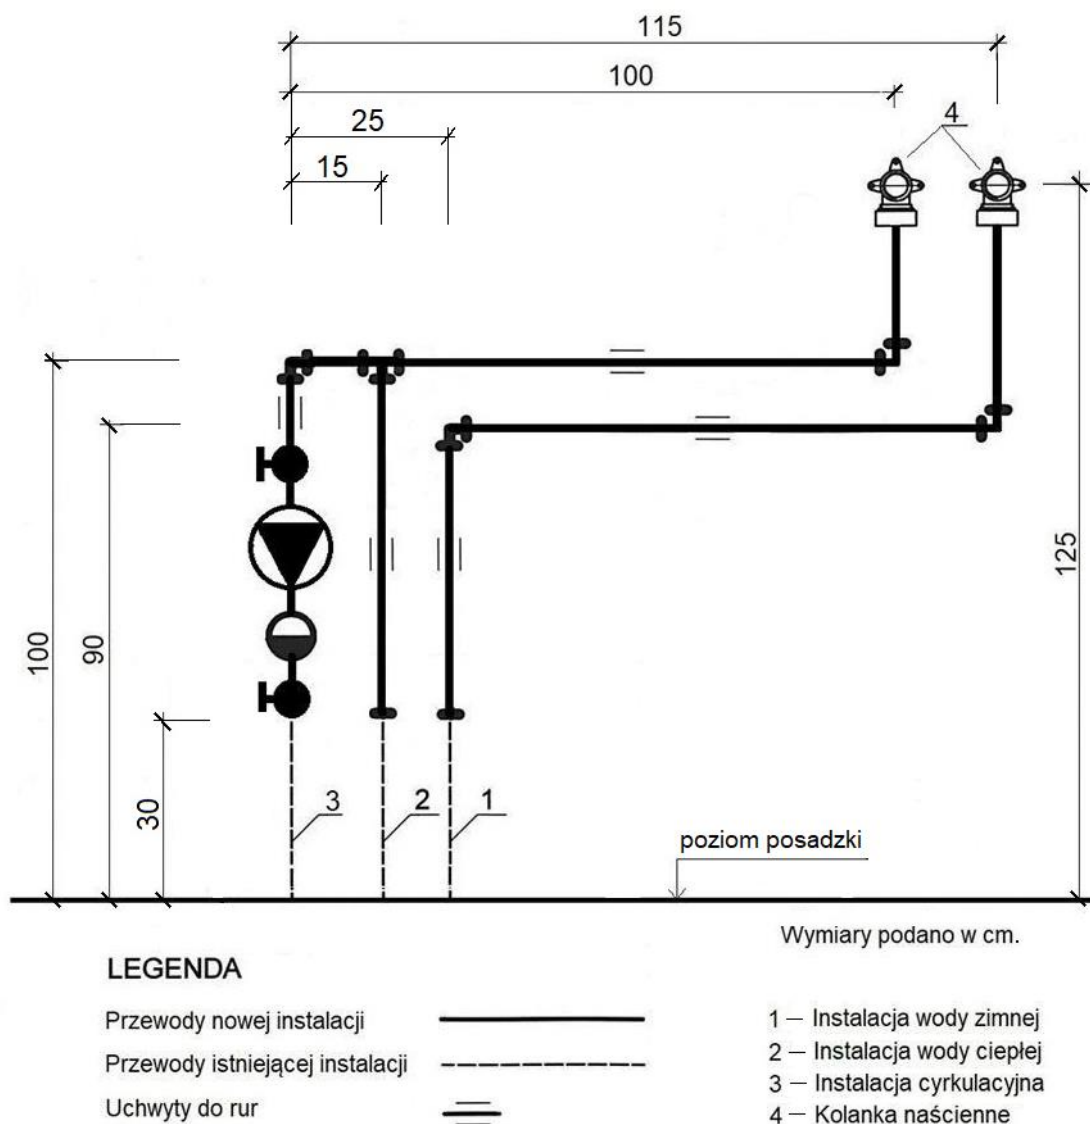 115
100
25
15
4
125
100
90
30
3
2
1
poziom posadzki
Wymiary podano w cm.
LEGENDA
Przewody nowej instalacji
Przewody istniejącej instalacji
Uchwyty do rur
1 – Instalacja wody zimnej
2 – Instalacja wody ciepłej
3 – Instalacja cyrkulacyjna
4 – Kolanka naścienne